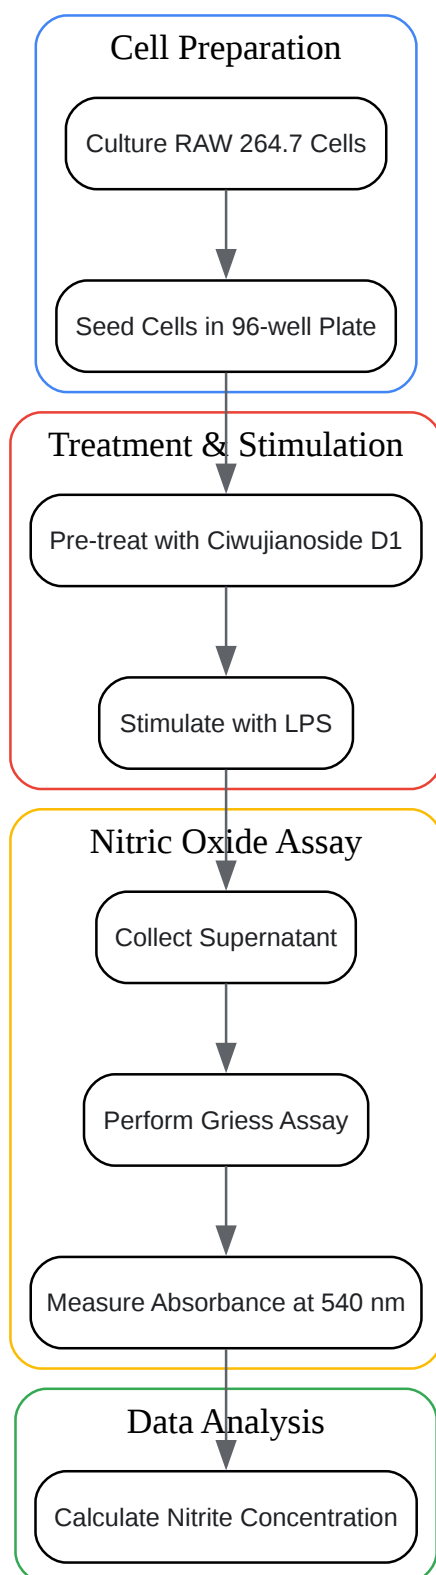 Cell Preparation
Culture RAW 264.7 Cells
Seed Cells in 96-well Plate
Treatment & Stimulation
Pre-treat with Ciwujianoside D1
Stimulate with LPS
Nitric Oxide Assay
Collect Supernatant
Perform Griess Assay
Measure Absorbance at 540 nm
Data Analysis
Calculate Nitrite Concentration